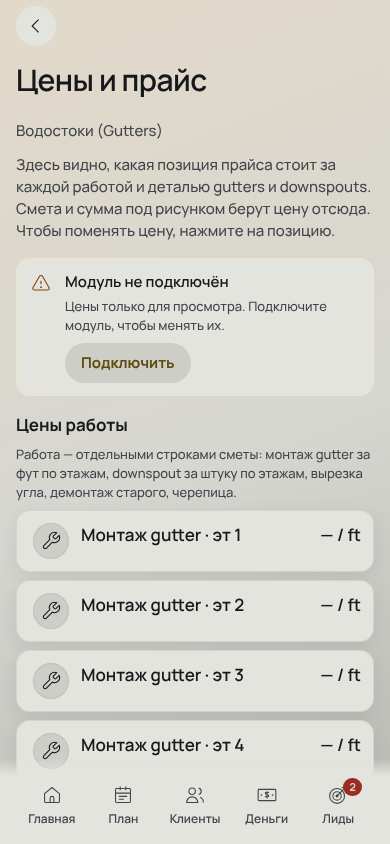 Цены и прайс
Водостоки (Gutters)
Здесь видно, какая позиция прайса стоит за
каждой работой и деталью gutters и downspouts.
Смета и сумма под рисунком берут цену отсюда.
Чтобы поменять цену, нажмите на позицию.
Модуль не подключён
Цены только для просмотра. Подключите
модуль, чтобы менять их.
Подключить
Цены работы
Работа — отдельными строками сметы: монтаж gutter за
фут по этажам, downspout за штуку по этажам, вырезка
угла, демонтаж старого, черепица.
Монтаж gutter · эт 1 — / ft
Монтаж gutter · эт 2 — / ft
Монтаж gutter · эт 3 — / ft
Монтаж gutter · эт 4 — / ft
2
Главная План Клиенты Деньги Лиды